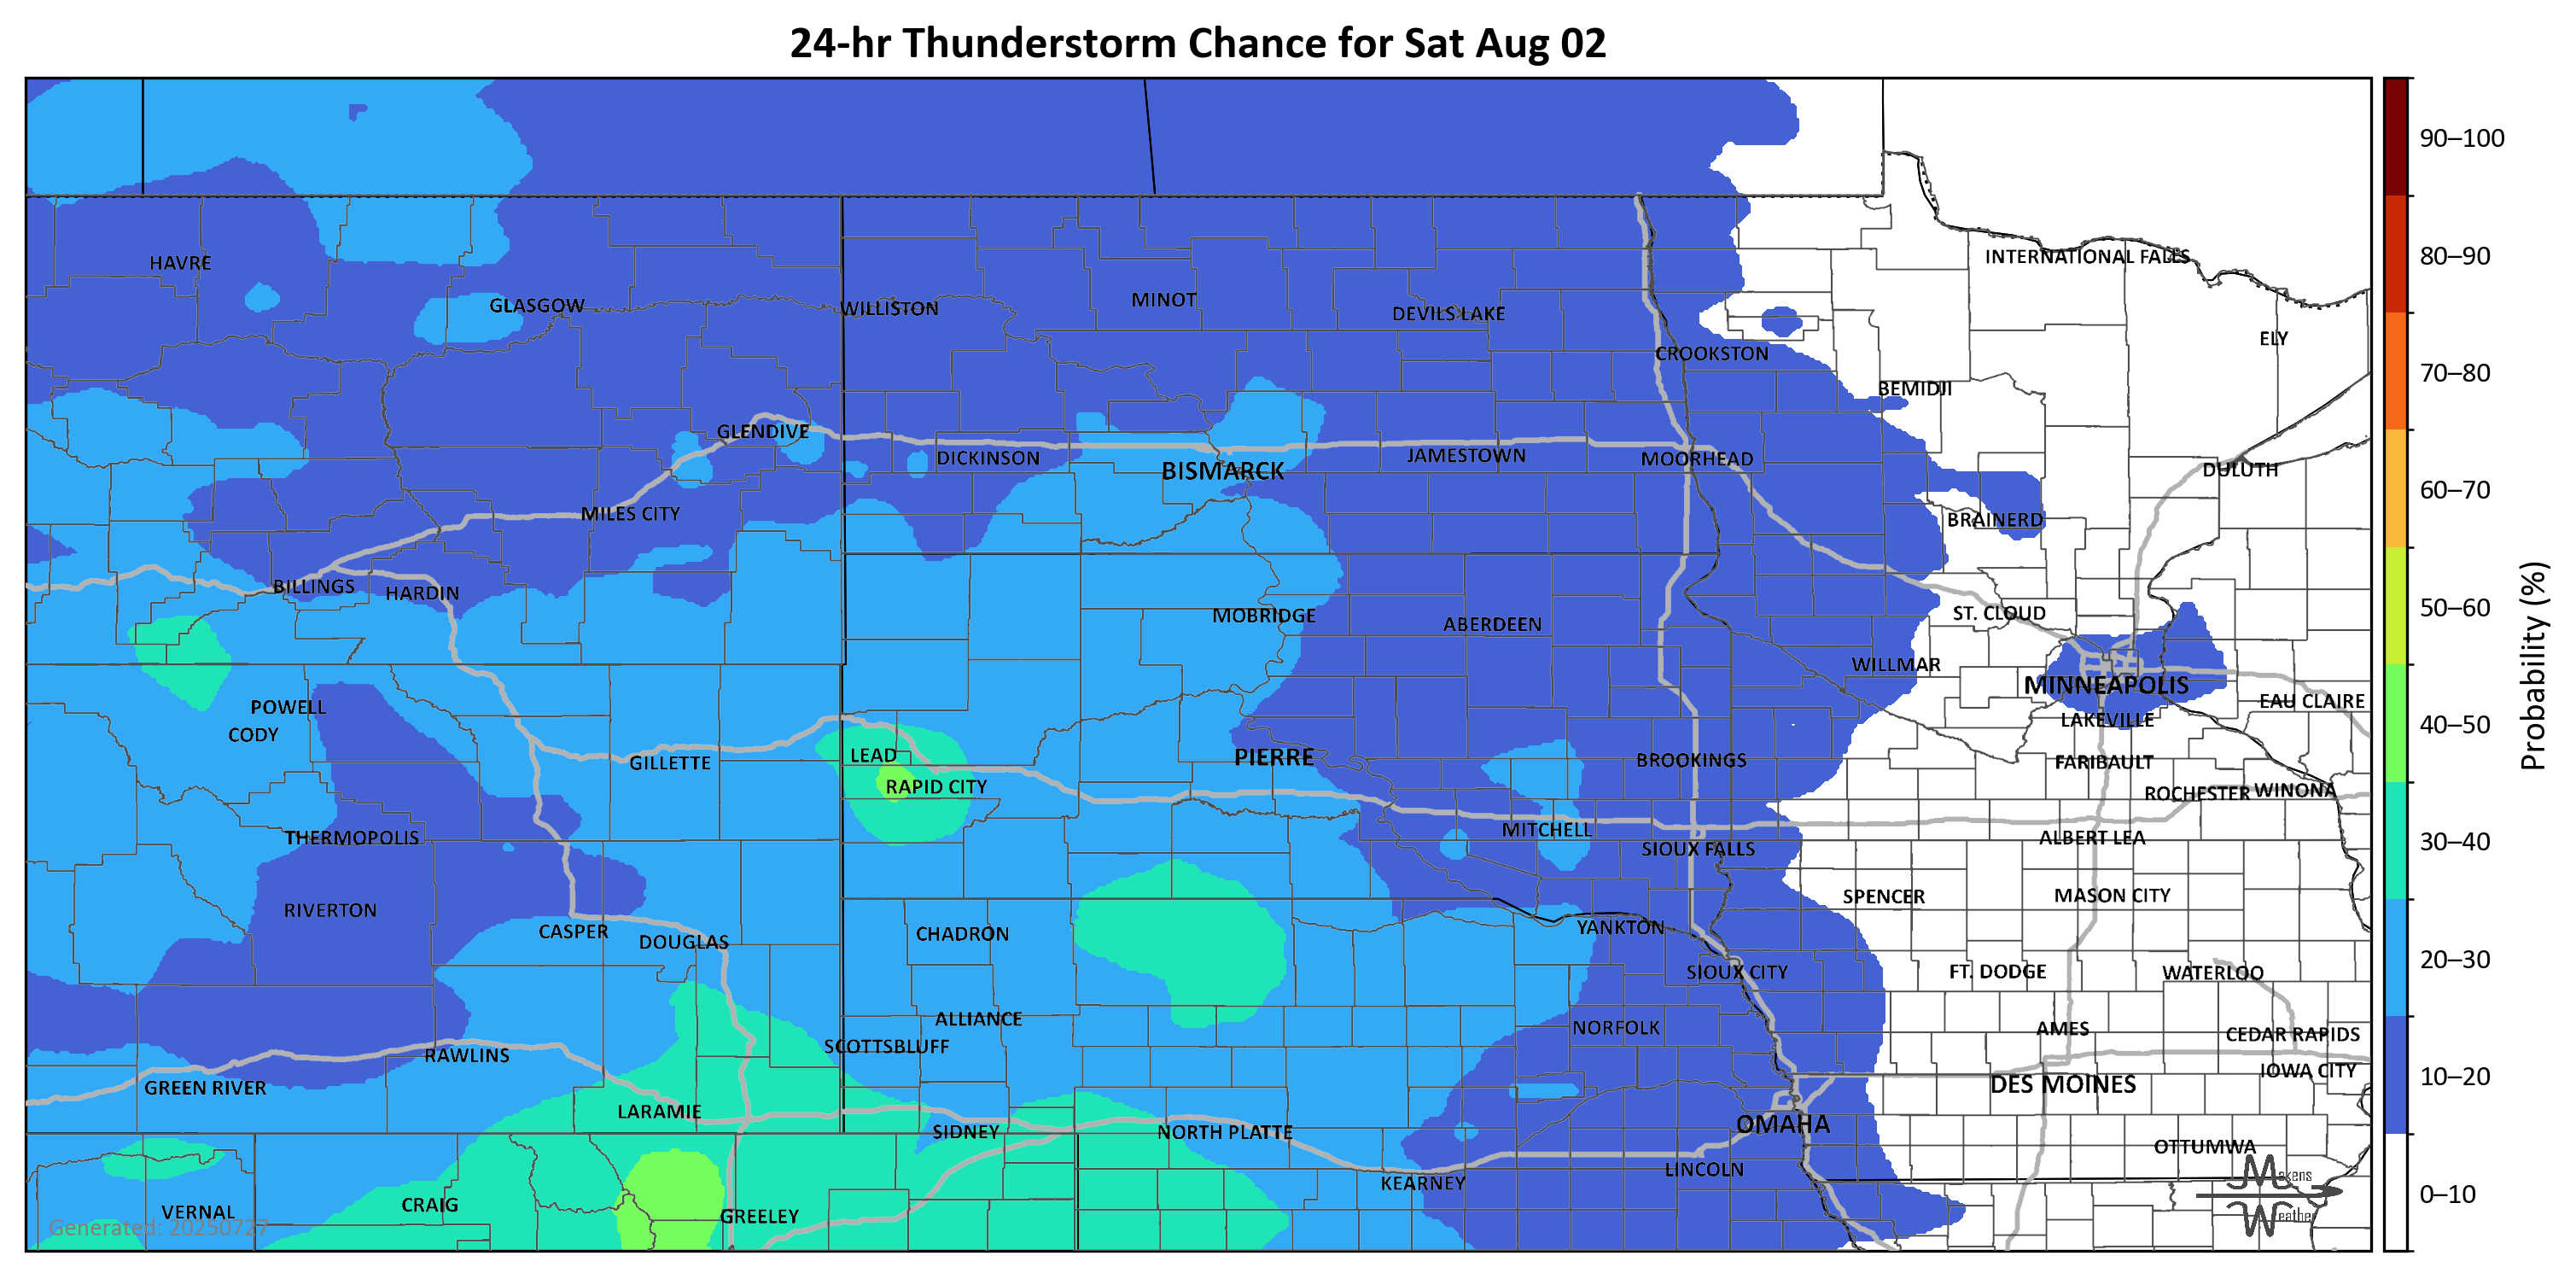 24-hr Thunderstorm Chance for Sat Aug 02
90–100
80–90
70–80
60–70
50–60
40–50
30–40
20–30
10–20
0–10
Probability (%)
INTERNATIONAL FALLS
HAVRE
GLASGOW
WILLISTON
MINOT
DEVILS LAKE
ELY
CROOKSTON
BEMIDJI
GLENDIVE
DICKINSON
BISMARCK
JAMESTOWN
MOORHEAD
DULUTH
MILES CITY
BRAINERD
BILLINGS
HARDIN
MOBRIDGE
ABERDEEN
ST. CLOUD
WILLMAR
MINNEAPOLIS
EAU CLAIRE
POWELL
LAKEVILLE
CODY
LEAD
PIERRE
GILLETTE
BROOKINGS
FARIBAULT
RAPID CITY
ROCHESTER
WINONA
THERMOPOLIS
MITCHELL
ALBERT LEA
SIOUX FALLS
RIVERTON
SPENCER
MASON CITY
CASPER
DOUGLAS
CHADRON
YANKTON
SIOUX CITY
FT. DODGE
WATERLOO
ALLIANCE
NORFOLK
AMES
CEDAR RAPIDS
SCOTTSBLUFF
RAWLINS
GREEN RIVER
DES MOINES
IOWA CITY
LARAMIE
SIDNEY
NORTH PLATTE
OMAHA
OTTUMWA
LINCOLN
KEARNEY
CRAIG
VERNAL
GREELEY
Generated: 20250727
Makens
Weather